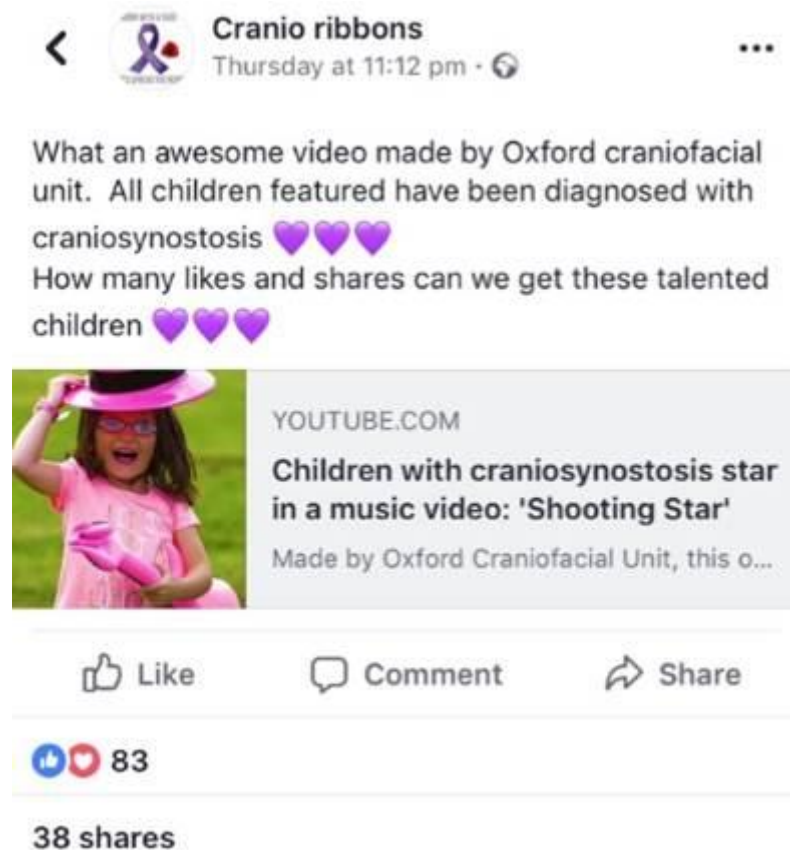 Cranio ribbons
Thursday at 11:12 pm
What an awesome video made by Oxford craniofacial
unit. All children featured have been diagnosed with
craniosynostosis 💜💜💜
How many likes and shares can we get these talented
children 💜💜💜
YOUTUBE.COM
Children with craniosynostosis star
in a music video: 'Shooting Star'
Made by Oxford Craniofacial Unit, this o...
Like Comment Share
83
38 shares